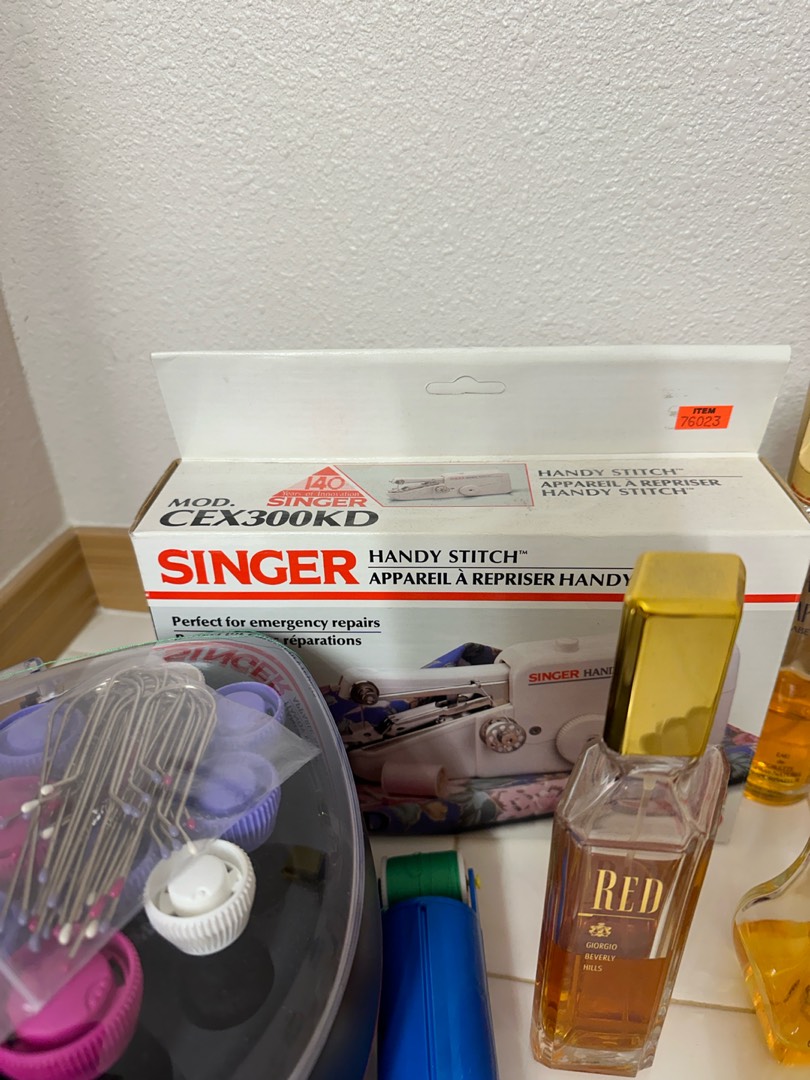 ITEM
76023
140
Years of Innovation
SINGER
MOD.
CEX300KD
HANDY STITCH™
APPAREIL À REPRISER
HANDY STITCH™
SINGER
HANDY STITCH™
APPAREIL À REPRISER HANDY
Perfect for emergency repairs
réparations
SINGER HAND
RED
GIORGIO
BEVERLY
HILLS